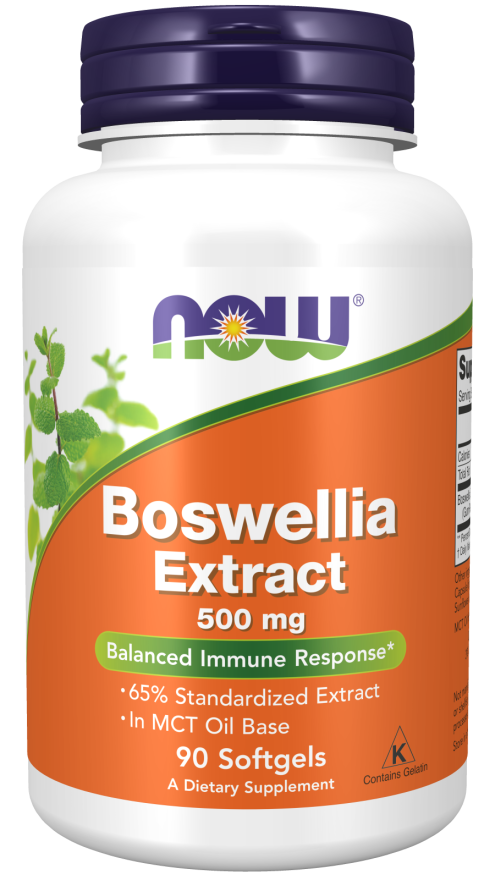 NOW®
Boswellia
Extract
500 mg
Balanced Immune Response*
•65% Standardized Extract
•In MCT Oil Base
90 Softgels
A Dietary Supplement
K
Contains Gelatin